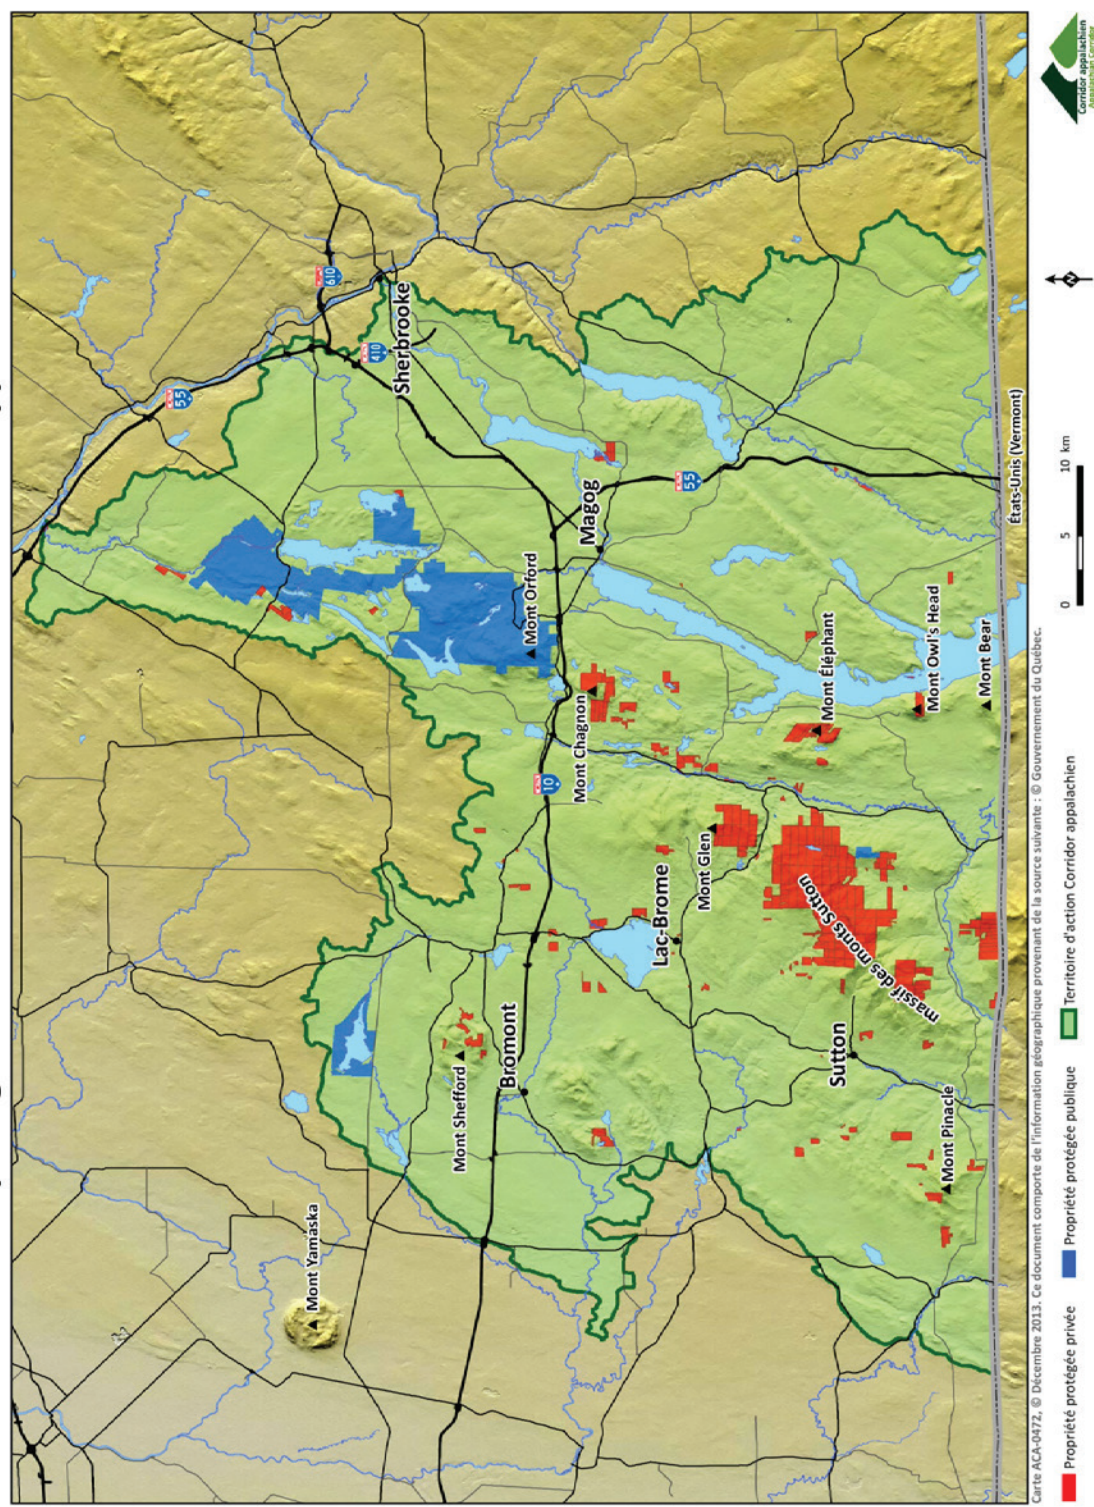 Mont Yamaska
55
610
410
Sherbrooke
Mont Shefford
Bromont
10
Mont Orford
Magog
55
Mont Chagnon
Lac-Brome
Mont Glen
massif des monts Sutton
Mont Éléphant
Sutton
Mont Owl's Head
Mont Pinacle
Mont Bear
États-Unis (Vermont)
Carte ACA-0472, © Décembre 2013. Ce document comporte de l'information géographique provenant de la source suivante : © Gouvernement du Québec.
0 5 10 km
Propriété protégée privée
Propriété protégée publique
Territoire d'action Corridor appalachien
N
Corridor appalachien
Appalachian Corridor